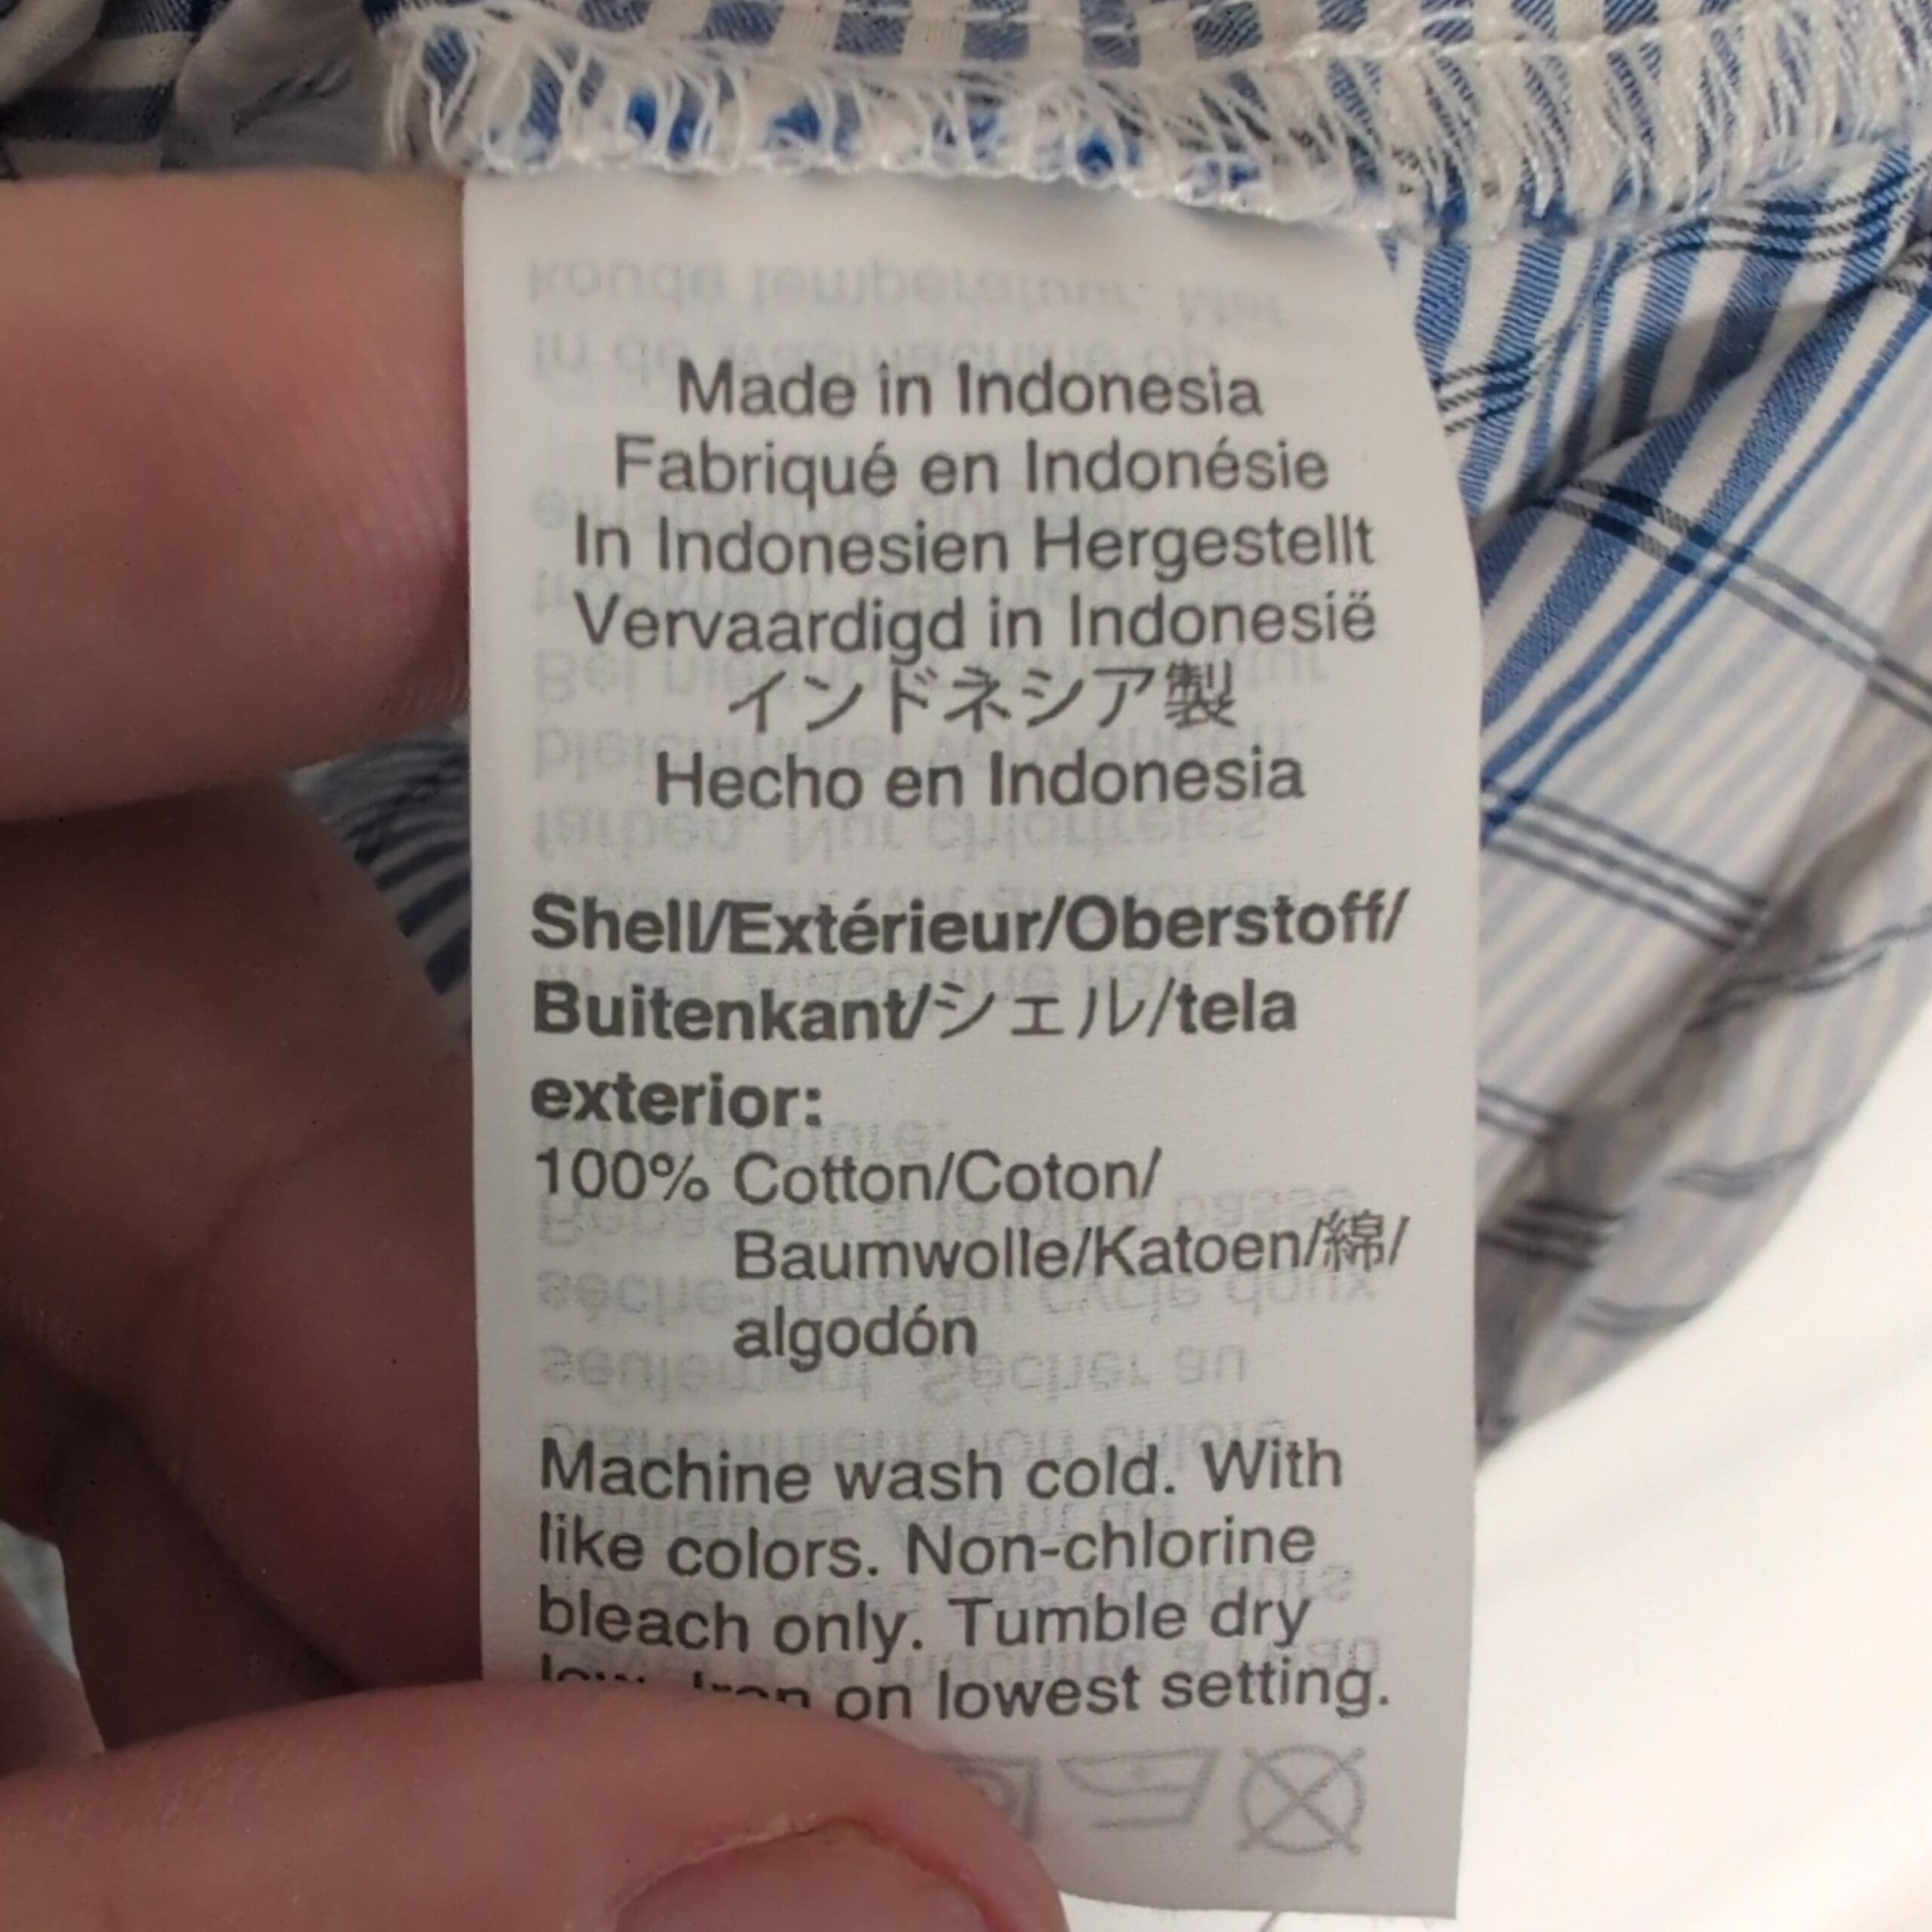 Made in Indonesia
Fabriqué en Indonésie
In Indonesien Hergestellt
Vervaardigd in Indonesië
インドネシア製
Hecho en Indonesia
Shell/Extérieur/Oberstoff/
Buitenkant/シェル/tela
exterior:
100% Cotton/Coton/
Baumwolle/Katoen/綿/
algodón
Machine wash cold. With
like colors. Non-chlorine
bleach only. Tumble dry
low. Iron on lowest setting.